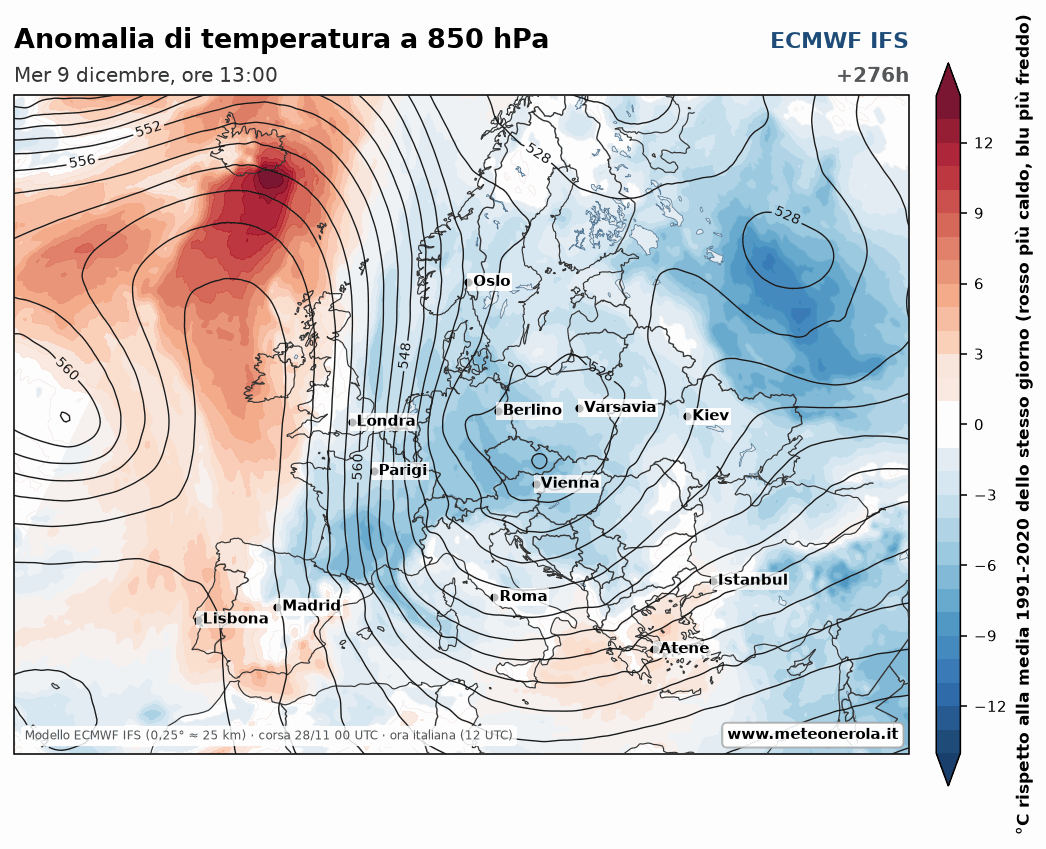 Anomalia di temperatura a 850 hPa
ECMWF IFS
Mer 9 dicembre, ore 13:00
+276h
552
556
528
528
560
548
528
560
Oslo
Londra
Berlino
Varsavia
Kiev
Parigi
Vienna
Madrid
Lisbona
Roma
Istanbul
Atene
Modello ECMWF IFS (0,25° ≈ 25 km) · corsa 28/11 00 UTC · ora italiana (12 UTC)
www.meteonerola.it
12
9
6
3
0
−3
−6
−9
−12
°C rispetto alla media 1991-2020 dello stesso giorno (rosso più caldo, blu più freddo)